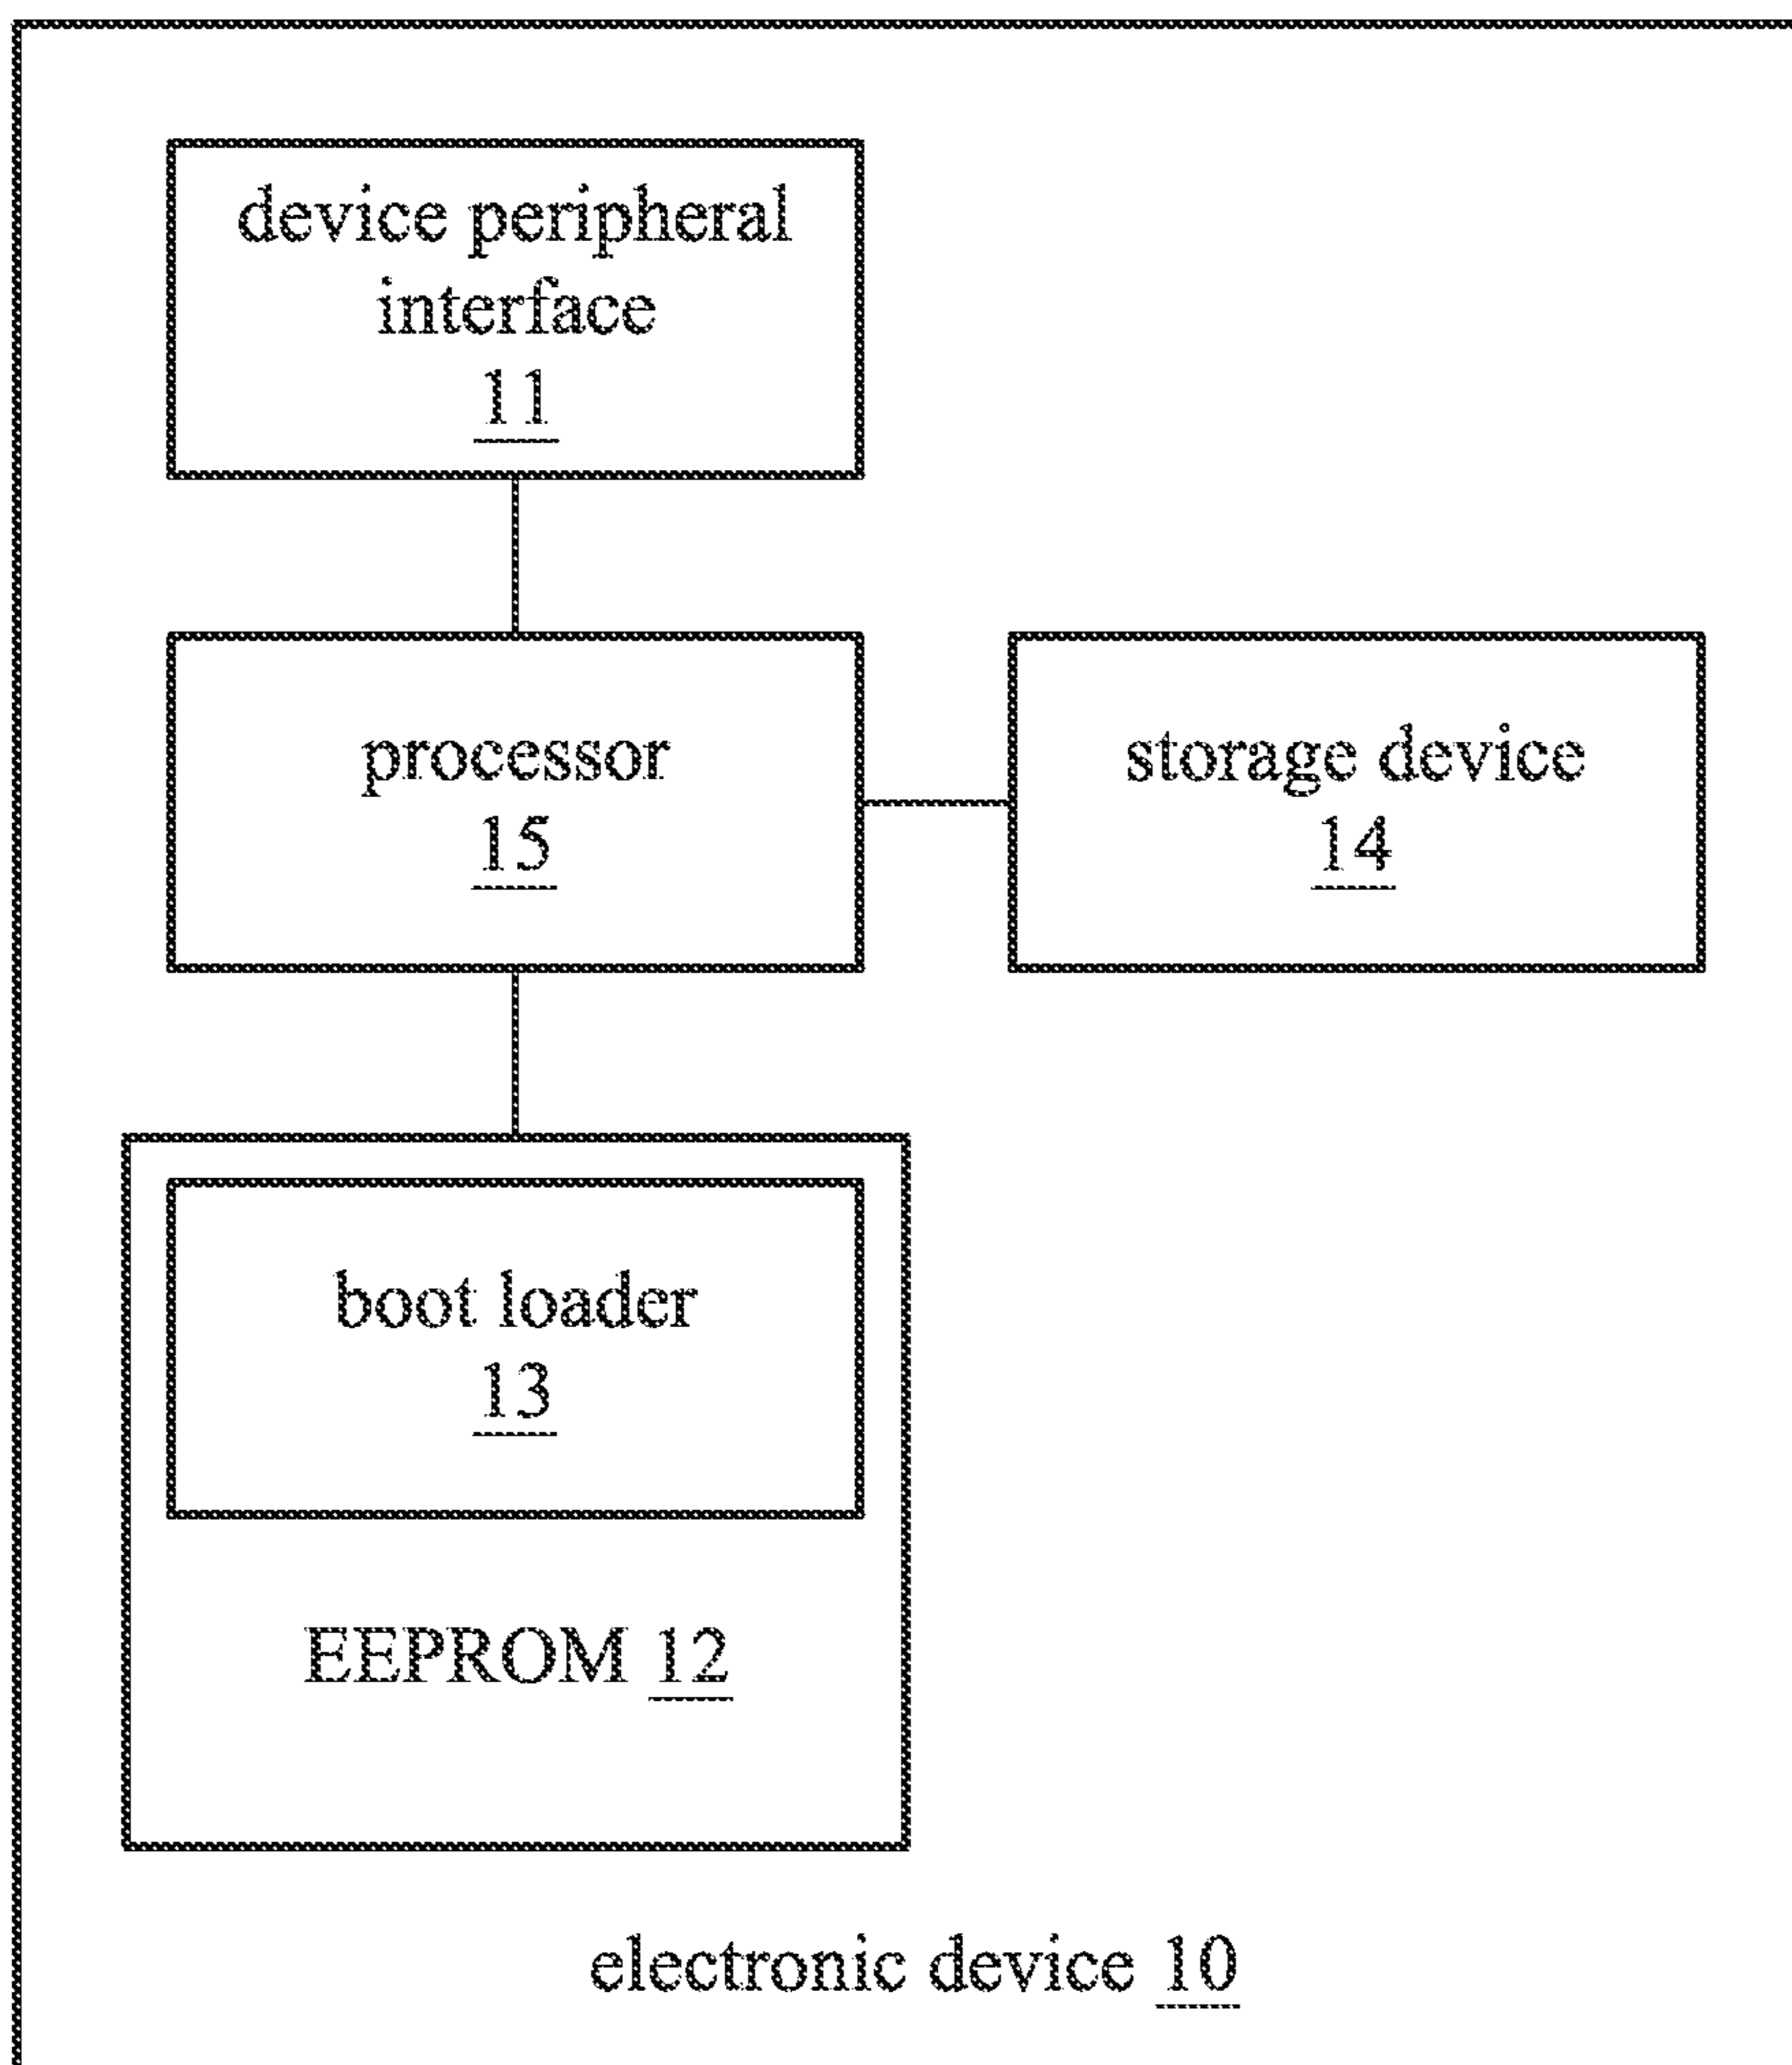 device peripheral
interface
11
processor
15
storage device
14
boot loader
13
EEPROM 12
electronic device 10